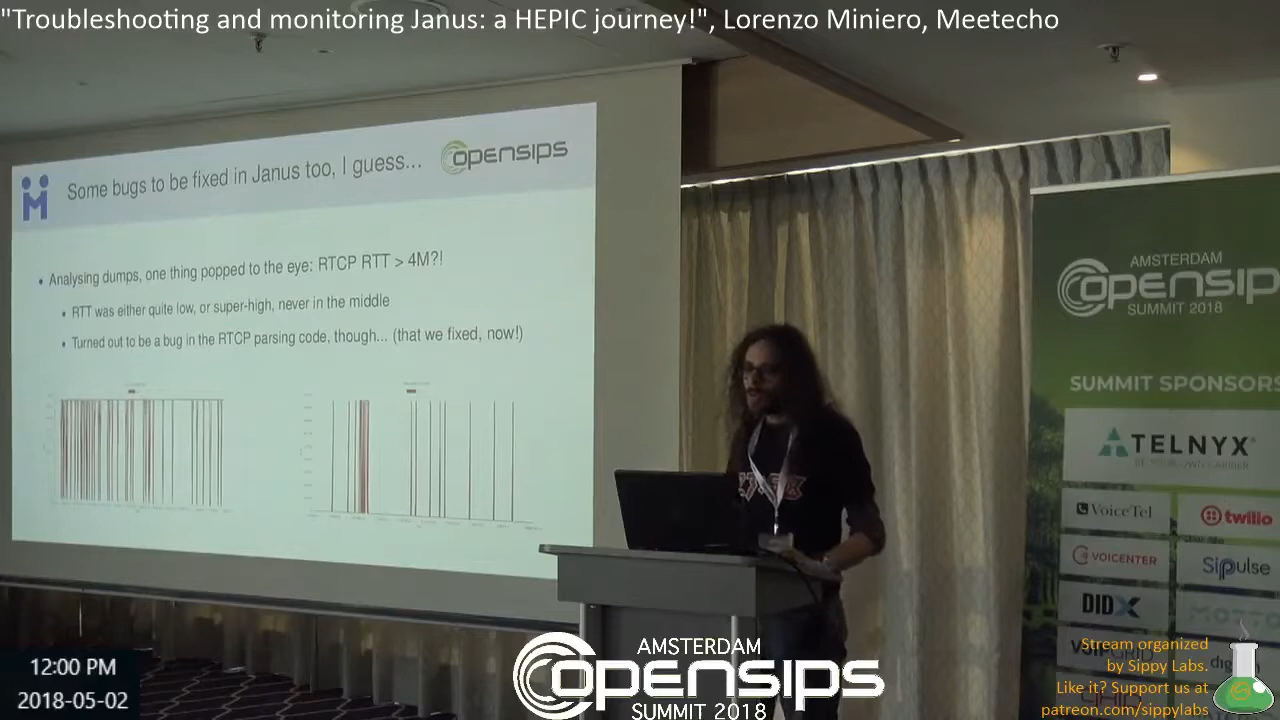 "Troubleshooting and monitoring Janus: a HEPIC journey!", Lorenzo Miniero, Meetecho
Some bugs to be fixed in Janus too, I guess...
OPENSIPS
• Analysing dumps, one thing popped to the eye: RTCP RTT > 4M?!
• RTT was either quite low, or super-high, never in the middle
• Turned out to be a bug in the RTCP parsing code, though... (that we fixed, now!)
AMSTERDAM
OPENSIP
SUMMIT 2018
SUMMIT SPONSORS
TELNYX
VoiceTel
twilio
VOICENTER
Sippulse
DIDX
Stream organized
by Sippy Labs.
Like it? Support us at
patreon.com/sippylabs
AMSTERDAM
OPENSIPS
SUMMIT 2018
12:00 PM
2018-05-02